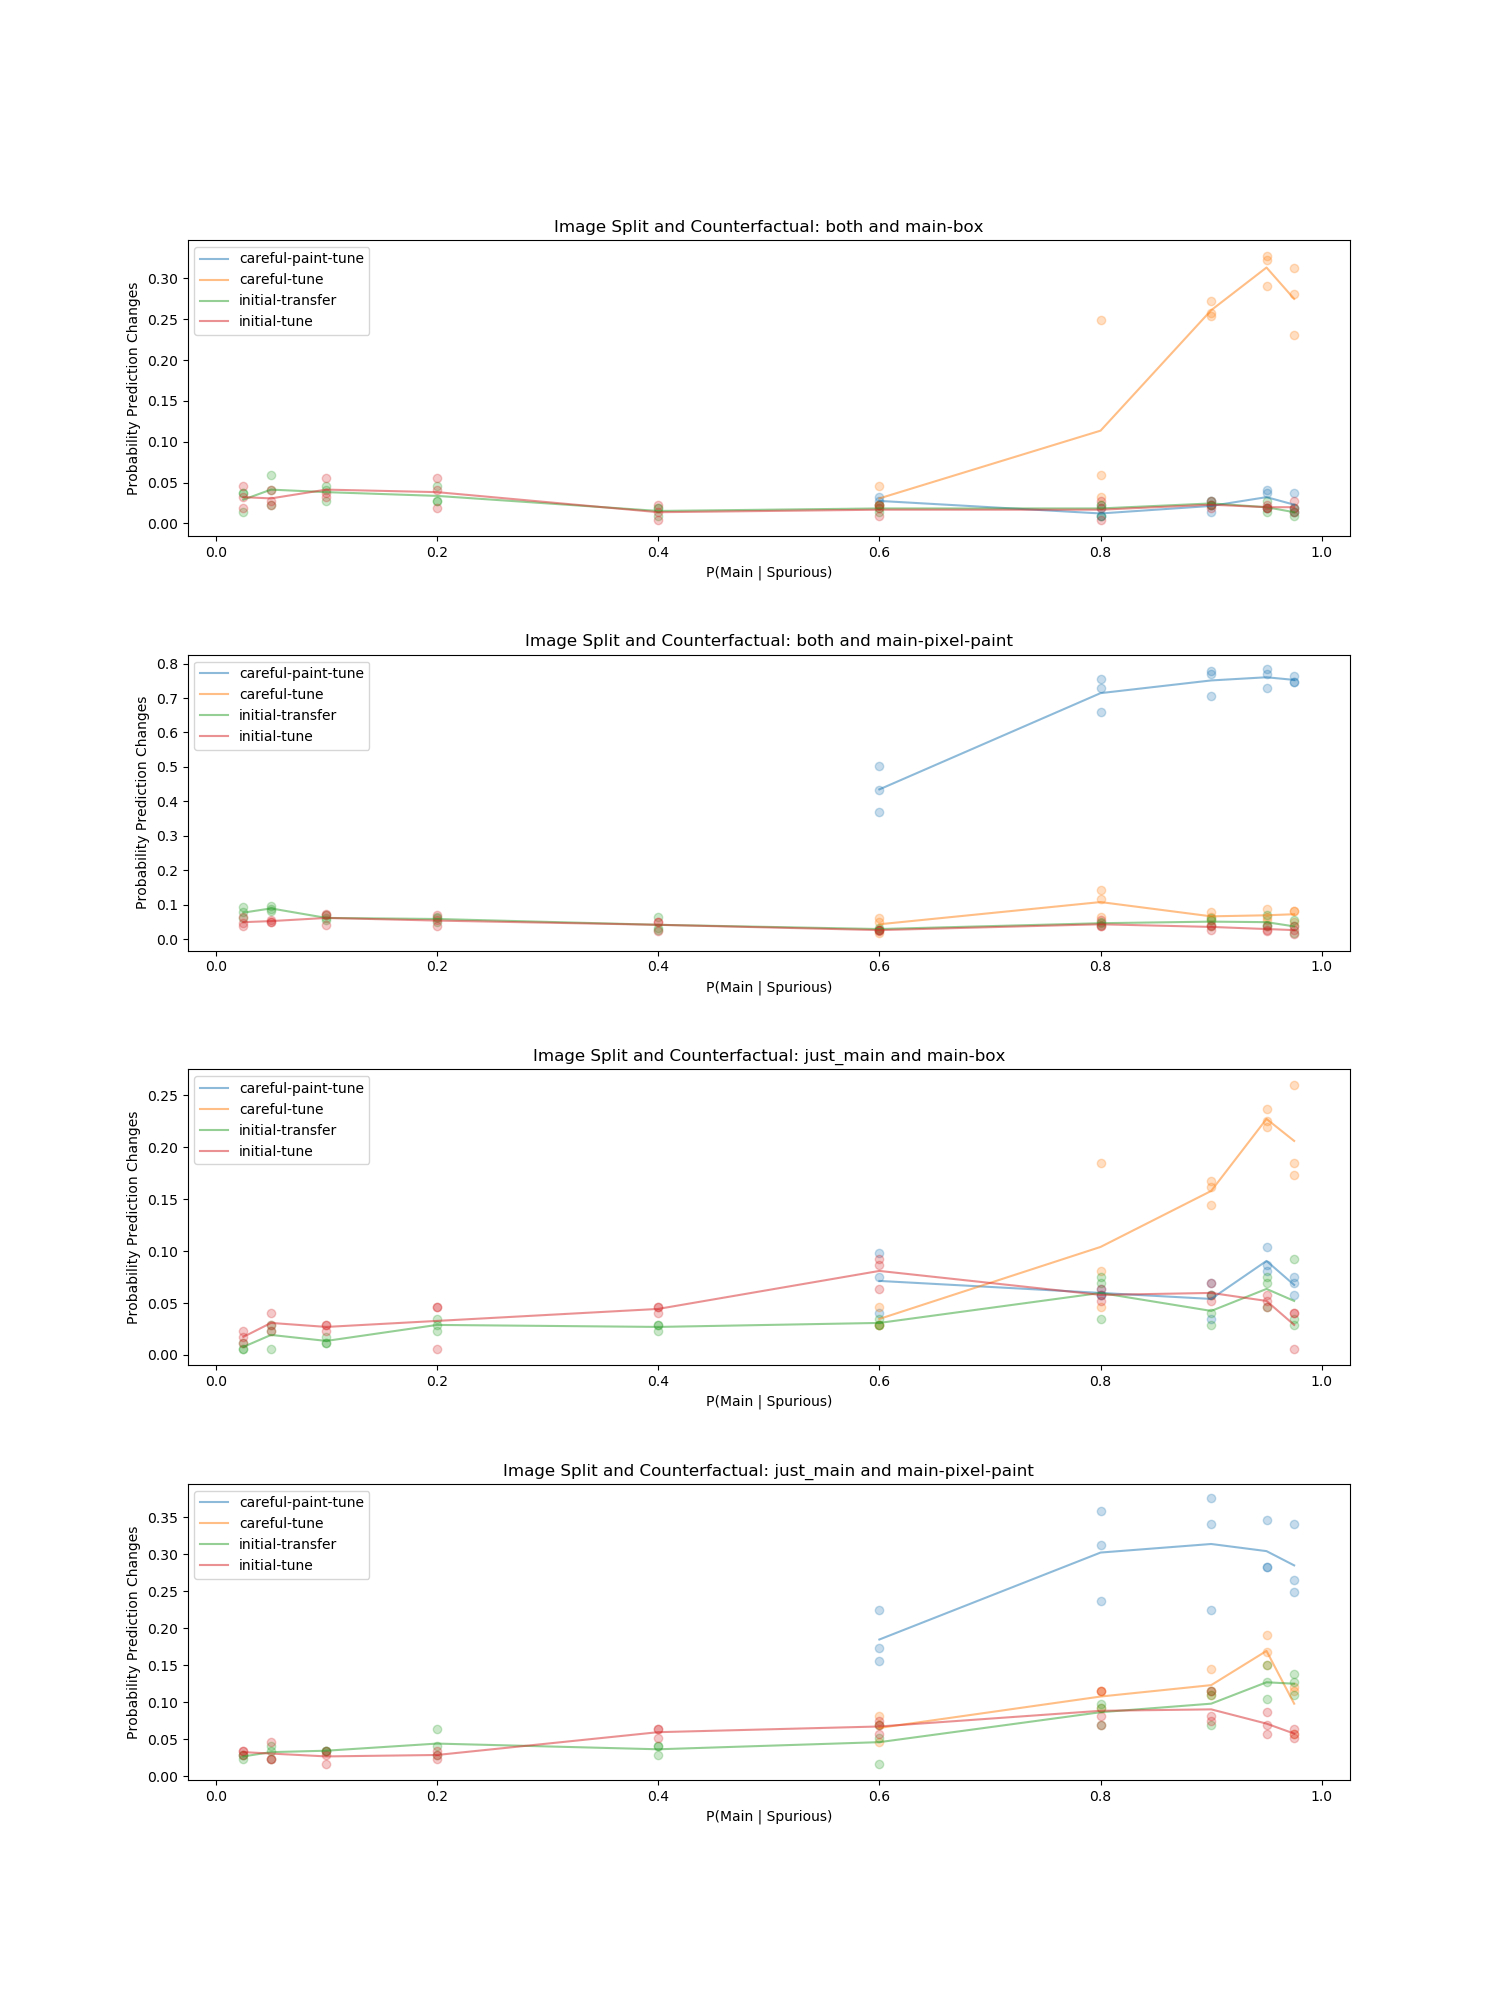 Image Split and Counterfactual: both and main-box
careful-paint-tune
careful-tune
initial-transfer
initial-tune
Probability Prediction Changes
0.30
0.25
0.20
0.15
0.10
0.05
0.00
0.0 0.2 0.4 0.6 0.8 1.0
P(Main | Spurious)
Image Split and Counterfactual: both and main-pixel-paint
careful-paint-tune
careful-tune
initial-transfer
initial-tune
Probability Prediction Changes
0.8
0.7
0.6
0.5
0.4
0.3
0.2
0.1
0.0
0.0 0.2 0.4 0.6 0.8 1.0
P(Main | Spurious)
Image Split and Counterfactual: just_main and main-box
careful-paint-tune
careful-tune
initial-transfer
initial-tune
Probability Prediction Changes
0.25
0.20
0.15
0.10
0.05
0.00
0.0 0.2 0.4 0.6 0.8 1.0
P(Main | Spurious)
Image Split and Counterfactual: just_main and main-pixel-paint
careful-paint-tune
careful-tune
initial-transfer
initial-tune
Probability Prediction Changes
0.35
0.30
0.25
0.20
0.15
0.10
0.05
0.00
0.0 0.2 0.4 0.6 0.8 1.0
P(Main | Spurious)